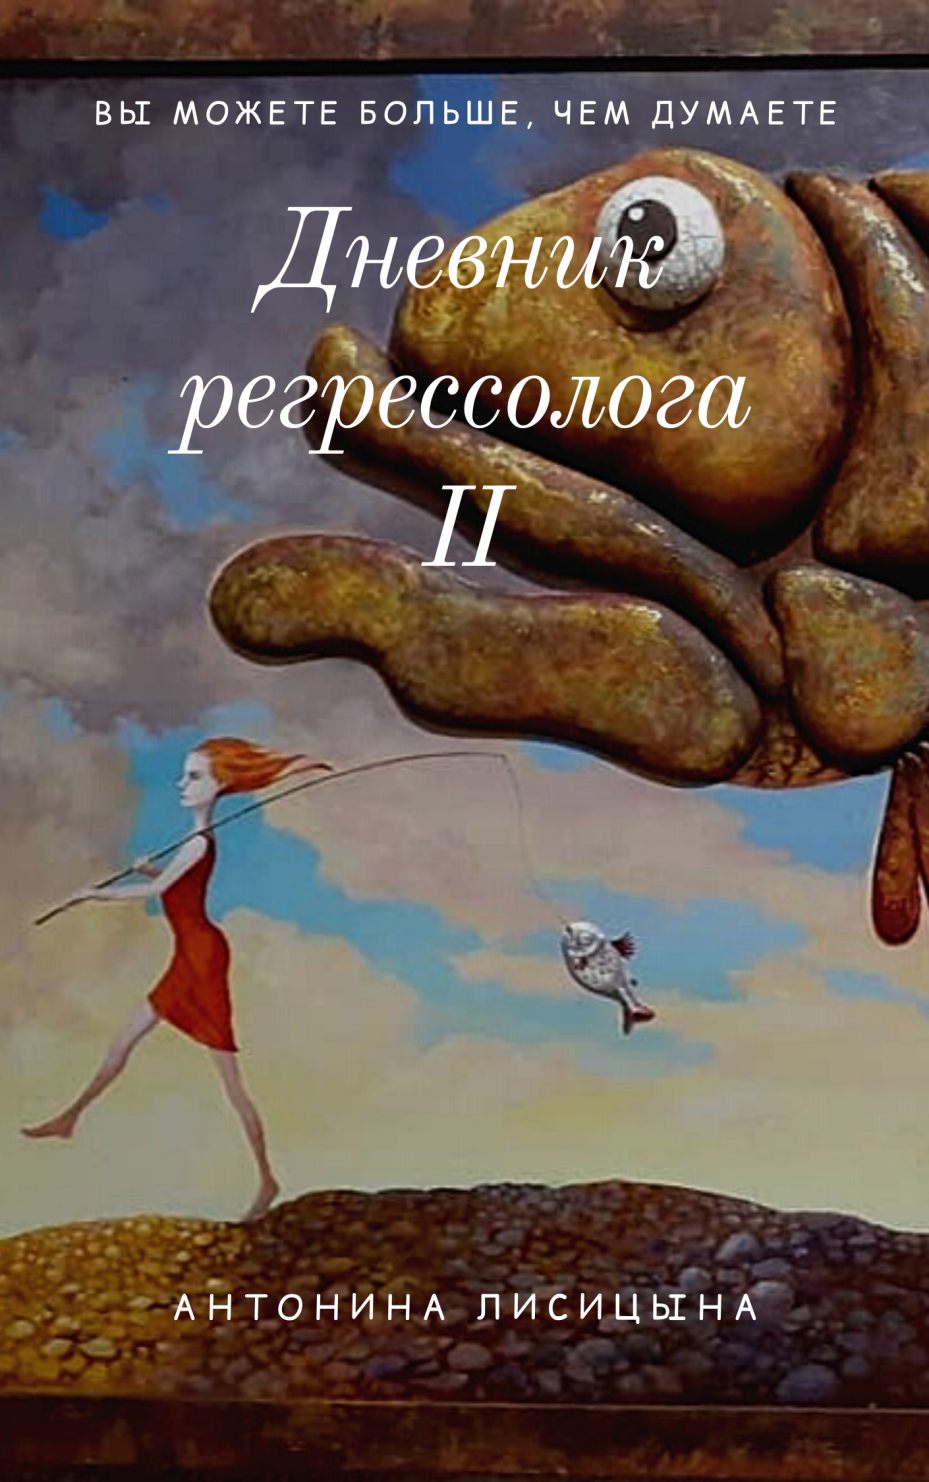 ВЫ МОЖЕТЕ БОЛЬШЕ, ЧЕМ ДУМАЕТЕ
Дневник
регрессолога
II
АНТОНИНА ЛИСИЦЫНА